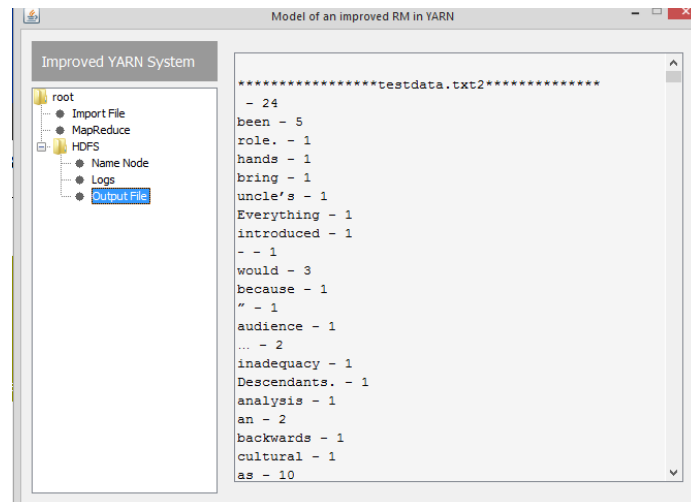 Model of an improved RM in YARN
Improved YARN System
root
Import File
MapReduce
HDFS
Name Node
Logs
Output File
*****************testdata.txt2**************
- 24
been - 5
role. - 1
hands - 1
bring - 1
uncle's - 1
Everything - 1
introduced - 1
- - 1
would - 3
because - 1
" - 1
audience - 1
… - 2
inadequacy - 1
Descendants. - 1
analysis - 1
an - 2
backwards - 1
cultural - 1
as - 10